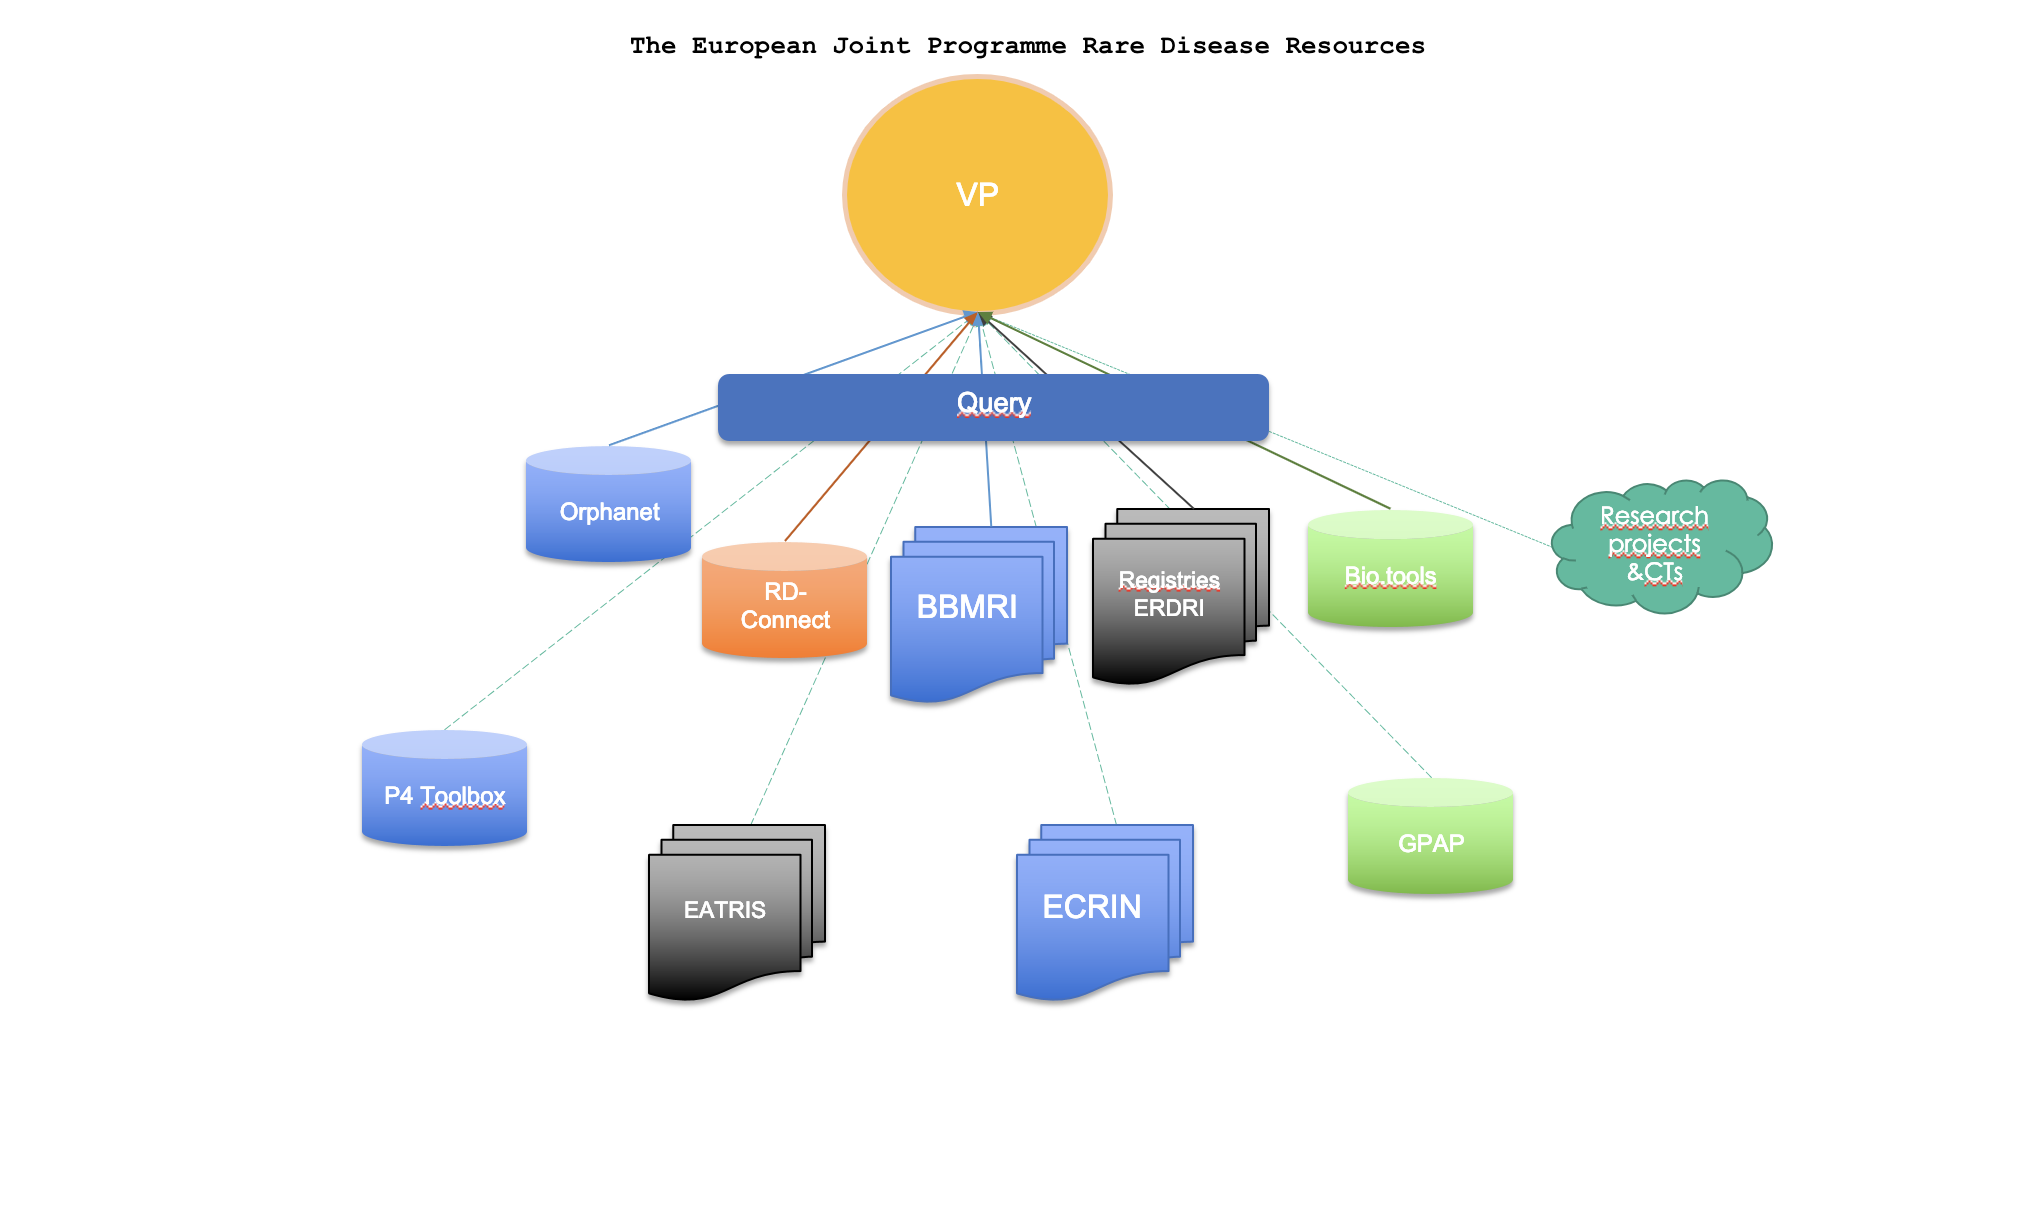 The European Joint Programme Rare Disease Resources
VP
Query
Orphanet
RD-
Connect
BBMRI
Registries
ERDRI
Bio.tools
Research
projects
&CTs
P4 Toolbox
EATRIS
ECRIN
GPAP